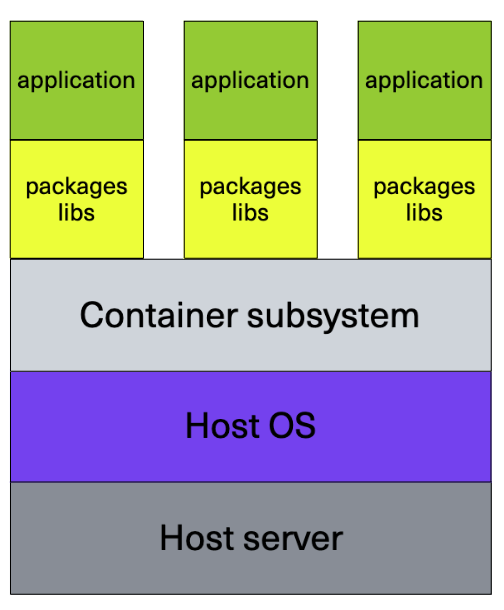 application
application
application
packages
libs
packages
libs
packages
libs
Container subsystem
Host OS
Host server